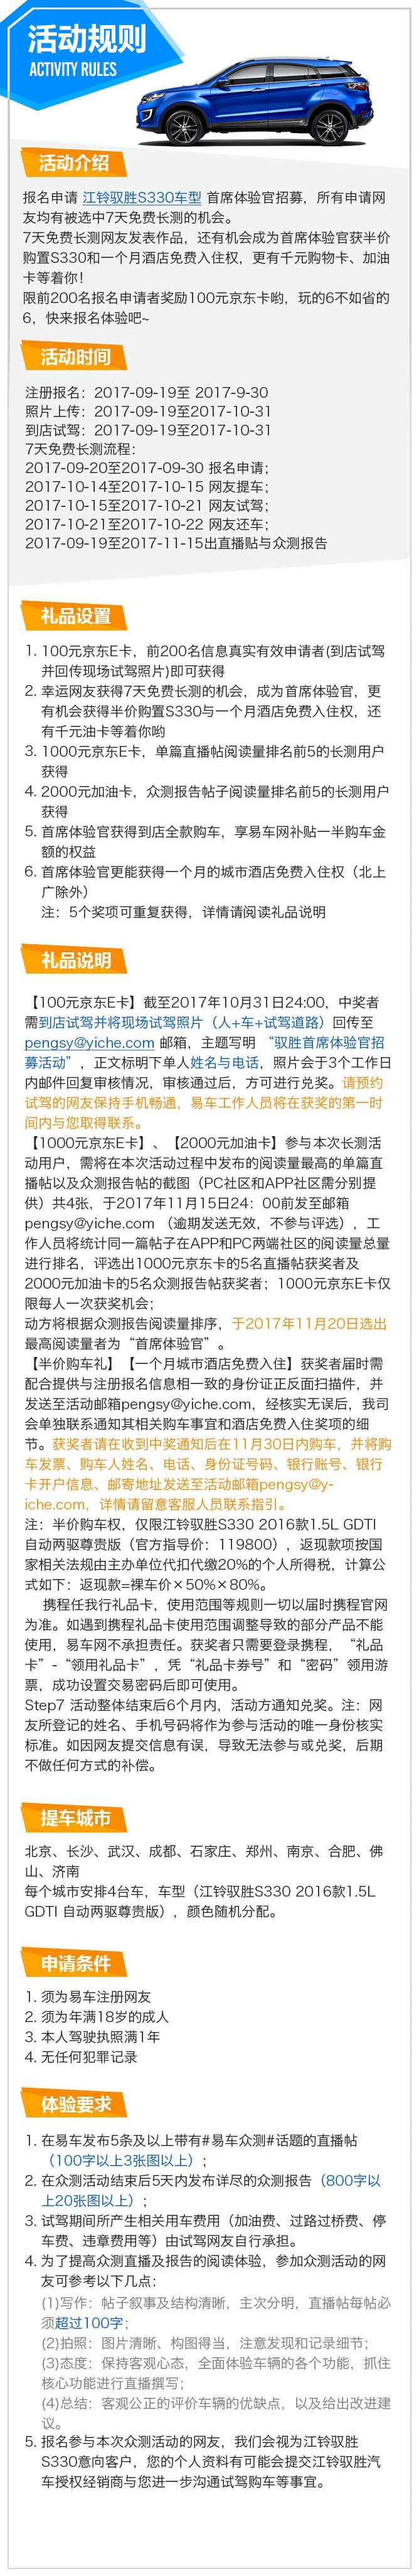 活动规则
ACTIVITY RULES
活动介绍
报名申请 江铃驭胜S330车型 首席体验官招募，所有申请网
友均有被选中7天免费长测的机会。
7天免费长测网友发表作品，还有机会成为首席体验官获半价
购置S330和一个月酒店免费入住权，更有千元购物卡、加油
卡等着你！
限前200名报名申请者奖励100元京东卡哟，玩的6不如省的
6，快来报名体验吧~
活动时间
注册报名：2017-09-19至 2017-9-30
照片上传：2017-09-19至2017-10-31
到店试驾：2017-09-19至2017-10-31
7天免费长测流程：
2017-09-20至2017-09-30 报名申请；
2017-10-14至2017-10-15 网友提车；
2017-10-15至2017-10-21 网友试驾；
2017-10-21至2017-10-22 网友还车；
2017-09-19至2017-11-15出直播贴与众测报告
礼品设置
1. 100元京东E卡，前200名信息真实有效申请者(到店试驾
并回传现场试驾照片)即可获得
2. 幸运网友获得7天免费长测的机会，成为首席体验官，更
有机会获得半价购置S330与一个月酒店免费入住权，还
有千元油卡等着你哟
3. 1000元京东E卡，单篇直播帖阅读量排名前5的长测用户
获得
4. 2000元加油卡，众测报告帖子阅读量排名前5的长测用户
获得
5. 首席体验官获得到店全款购车，享易车网补贴一半购车金
额的权益
6. 首席体验官更能获得一个月的城市酒店免费入住权（北上
广除外）
注：5个奖项可重复获得，详情请阅读礼品说明
礼品说明
【100元京东E卡】截至2017年10月31日24:00，中奖者
需到店试驾并将现场试驾照片（人+车+试驾道路）回传至
pengsy@yiche.com 邮箱，主题写明 “驭胜首席体验官招
募活动”，正文标明下单人姓名与电话，照片会于3个工作日
内邮件回复审核情况，审核通过后，方可进行兑奖。请预约
试驾的网友保持手机畅通，易车工作人员将在获奖的第一时
间内与您取得联系。
【1000元京东E卡】、【2000元加油卡】参与本次长测活
动用户，需将在本次活动过程中发布的阅读量最高的单篇直
播帖以及众测报告帖的截图（PC社区和APP社区需分别提
供）共4张，于2017年11月15日24：00前发至邮箱
pengsy@yiche.com （逾期发送无效，不参与评选），工
作人员将统计同一篇帖子在APP和PC两端社区的阅读量总量
进行排名，评选出1000元京东卡的5名直播帖获奖者及
2000元加油卡的5名众测报告帖获奖者；1000元京东E卡仅
限每人一次获奖机会；
动方将根据众测报告阅读量排序，于2017年11月20日选出
最高阅读量者为“首席体验官”。
【半价购车礼】【一个月城市酒店免费入住】获奖者届时需
配合提供与注册报名信息相一致的身份证正反面扫描件，并
发送至活动邮箱pengsy@yiche.com，经核实无误后，我司
会单独联系通知其相关购车事宜和酒店免费入住奖项的细
节。获奖者请在收到中奖通知后在11月30日内购车，并将购
车发票、购车人姓名、电话、身份证号码、银行账号、银行
卡开户信息、邮寄地址发送至活动邮箱pengsy@y-
iche.com，详情请留意客服人员联系指引。
注：半价购车权，仅限江铃驭胜S330 2016款1.5L GDTI
自动两驱尊贵版（官方指导价：119800），返现款项按国
家相关法规由主办单位代扣代缴20%的个人所得税，计算公
式如下：返现款=裸车价×50%×80%。
携程任我行礼品卡，使用范围等规则一切以届时携程官网
为准。如遇到携程礼品卡使用范围调整导致的部分产品不能
使用，易车网不承担责任。获奖者只需要登录携程，“礼品
卡”-“领用礼品卡”，凭“礼品卡券号”和“密码”领用游
票，成功设置交易密码后即可使用。
Step7 活动整体结束后6个月内，活动方通知兑奖。注：网
友所登记的姓名、手机号码将作为参与活动的唯一身份核实
标准。如因网友提交信息有误，导致无法参与或兑奖，后期
不做任何方式的补偿。
提车城市
北京、长沙、武汉、成都、石家庄、郑州、南京、合肥、佛
山、济南
每个城市安排4台车，车型（江铃驭胜S330 2016款1.5L
GDTI 自动两驱尊贵版），颜色随机分配。
申请条件
1. 须为易车注册网友
2. 须为年满18岁的成人
3. 本人驾驶执照满1年
4. 无任何犯罪记录
体验要求
1. 在易车发布5条及以上带有#易车众测#话题的直播帖
（100字以上3张图以上）；
2. 在众测活动结束后5天内发布详尽的众测报告（800字以
上20张图以上）；
3. 试驾期间所产生相关用车费用（加油费、过路过桥费、停
车费、违章费用等）由试驾网友自行承担。
4. 为了提高众测直播及报告的阅读体验，参加众测活动的网
友可参考以下几点：
(1)写作：帖子叙事及结构清晰，主次分明，直播帖每帖必
须超过100字；
(2)拍照：图片清晰、构图得当，注意发现和记录细节；
(3)态度：保持客观心态，全面体验车辆的各个功能，抓住
核心功能进行直播撰写；
(4)总结：客观公正的评价车辆的优缺点，以及给出改进建
议。
5. 报名参与本次众测活动的网友，我们会视为江铃驭胜
S330意向客户，您的个人资料有可能会提交江铃驭胜汽
车授权经销商与您进一步沟通试驾购车等事宜。